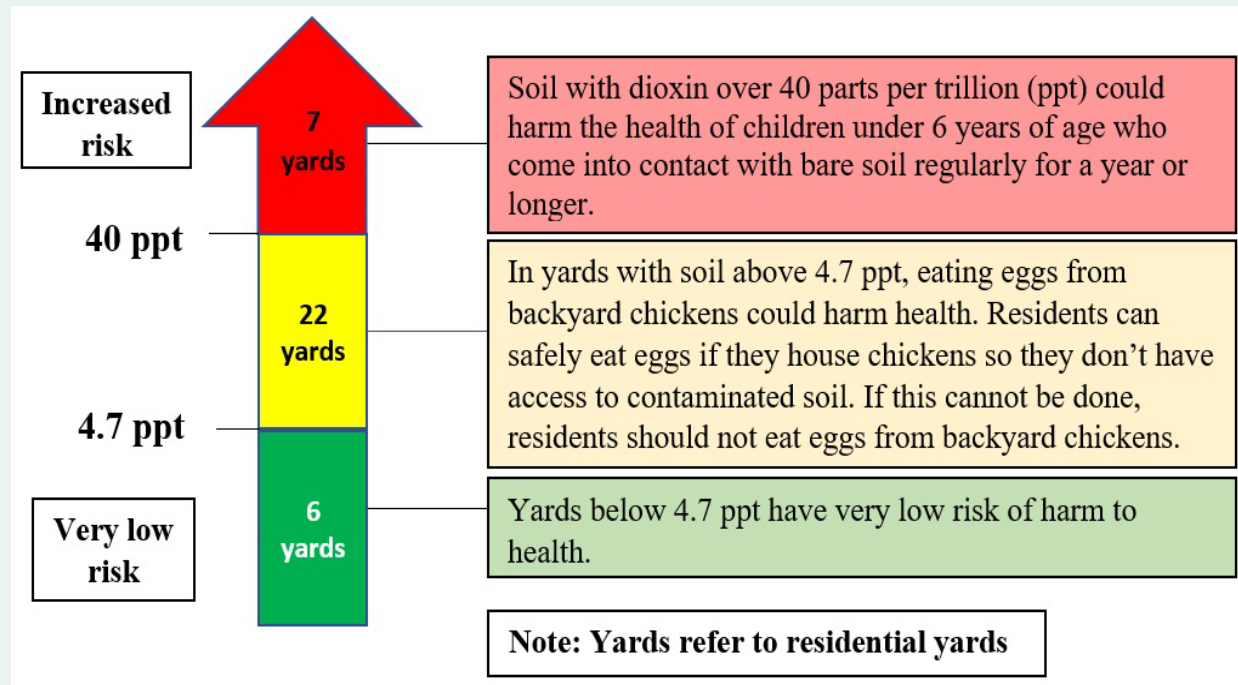 Increased
risk
7
yards
Soil with dioxin over 40 parts per trillion (ppt) could
harm the health of children under 6 years of age who
come into contact with bare soil regularly for a year or
longer.
40 ppt
22
yards
In yards with soil above 4.7 ppt, eating eggs from
backyard chickens could harm health. Residents can
safely eat eggs if they house chickens so they don’t have
access to contaminated soil. If this cannot be done,
residents should not eat eggs from backyard chickens.
4.7 ppt
Very low
risk
6
yards
Yards below 4.7 ppt have very low risk of harm to
health.
Note: Yards refer to residential yards